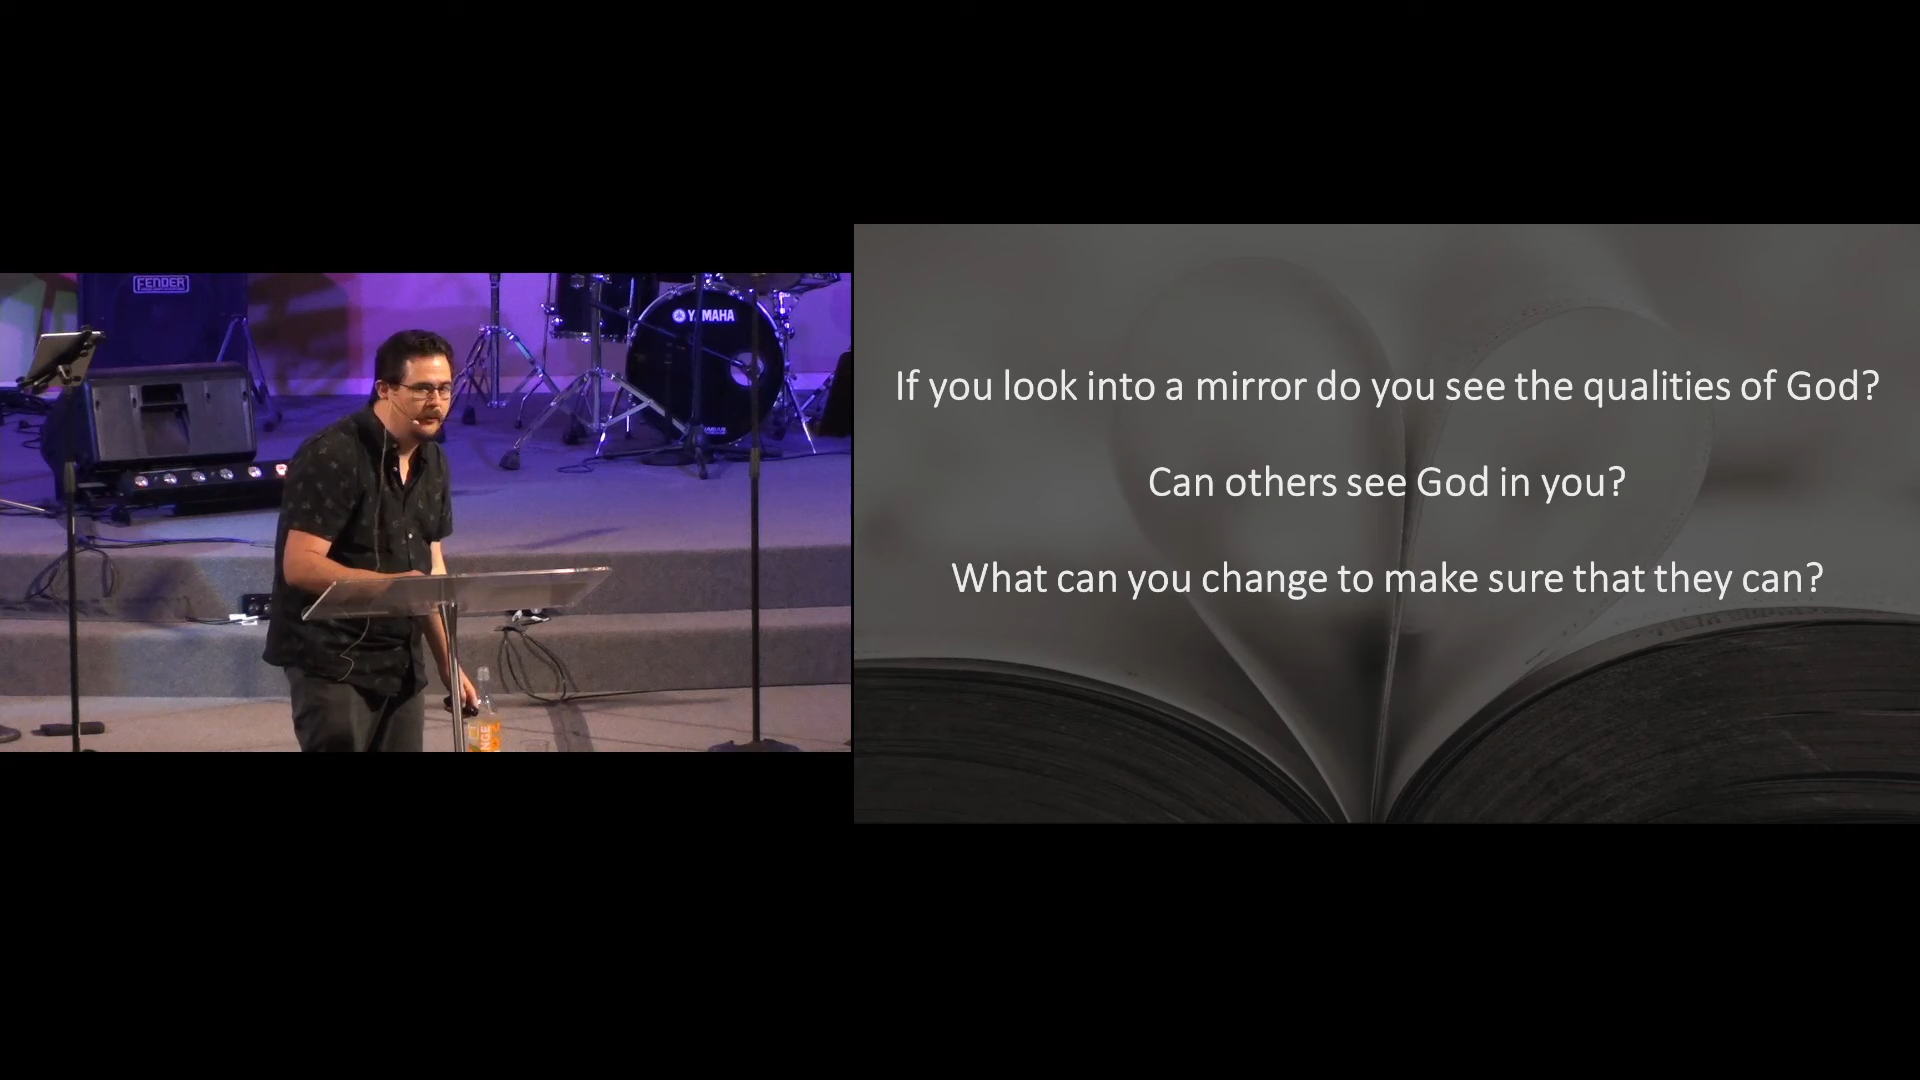 FENDER
YAMAHA
NGE
If you look into a mirror do you see the qualities of God?
Can others see God in you?
What can you change to make sure that they can?